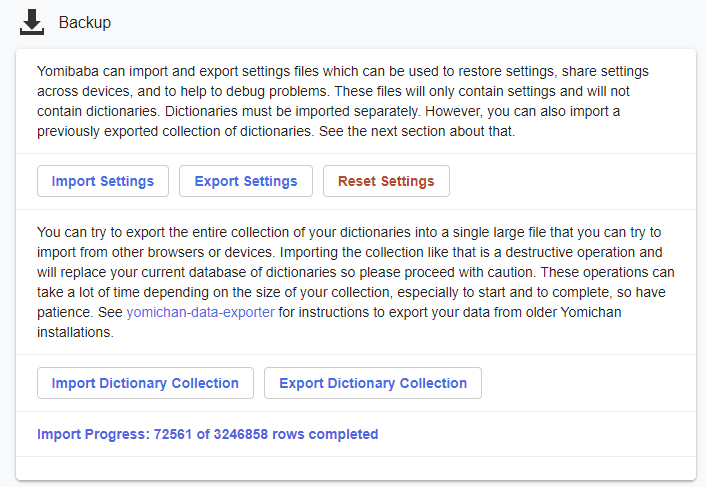 Backup
Yomibaba can import and export settings files which can be used to restore settings, share settings
across devices, and to help to debug problems. These files will only contain settings and will not
contain dictionaries. Dictionaries must be imported separately. However, you can also import a
previously exported collection of dictionaries. See the next section about that.
Import Settings Export Settings Reset Settings
You can try to export the entire collection of your dictionaries into a single large file that you can try to
import from other browsers or devices. Importing the collection like that is a destructive operation and
will replace your current database of dictionaries so please proceed with caution. These operations can
take a lot of time depending on the size of your collection, especially to start and to complete, so have
patience. See yomichan-data-exporter for instructions to export your data from older Yomichan
installations.
Import Dictionary Collection Export Dictionary Collection
Import Progress: 72561 of 3246858 rows completed